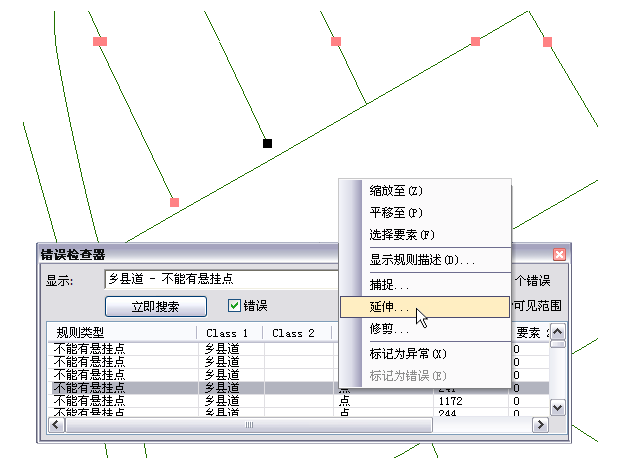 缩放至(Z)
平移至(P)
选择要素(F)
显示规则描述(D)...
捕捉...
延伸...
修剪...
标记为异常(X)
标记为错误(E)
错误检查器
显示:
乡县道 - 不能有悬挂点
个错误
立即搜索
错误
可见范围
规则类型 Class 1 Class 2 要素
不能有悬挂点 乡县道 0
不能有悬挂点 乡县道 0
不能有悬挂点 乡县道 0
不能有悬挂点 乡县道 点 241 0
不能有悬挂点 乡县道 点 1172 0
不能有悬挂点 乡县道 点 244 0